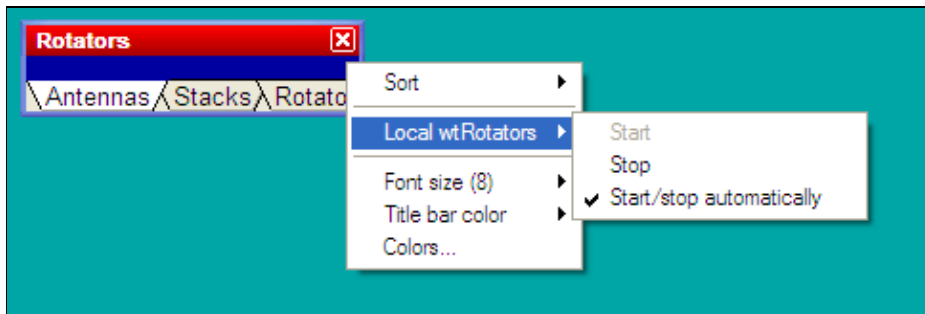 Rotators
Antennas Stacks Rotato
Sort
Local wtRotators
Font size (8)
Title bar color
Colors...
Start
Stop
Start/stop automatically